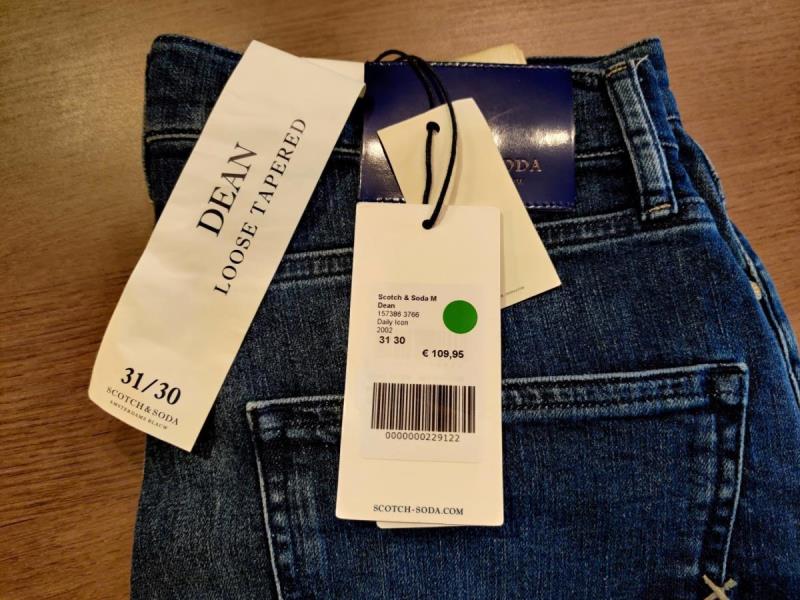 DEAN
LOOSE TAPERED
31/30
SCOTCH & SODA
AMSTERDAMS BLAUW
SODA
Scotch & Soda M
Dean
157386 3766
Daily Icon
2002
31 30
€ 109,95
0000000229122
SCOTCH-SODA.COM